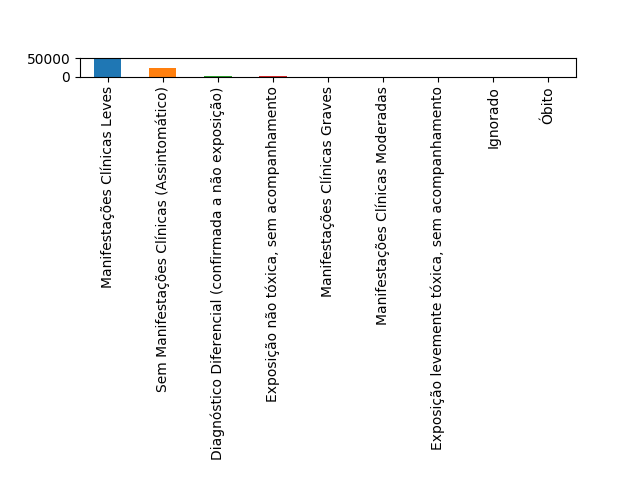 50000
0
Manifestações Clínicas Leves
Sem Manifestações Clínicas (Assintomático)
Diagnóstico Diferencial (confirmada a não exposição)
Exposição não tóxica, sem acompanhamento
Manifestações Clínicas Graves
Manifestações Clínicas Moderadas
Exposição levemente tóxica, sem acompanhamento
Ignorado
Óbito